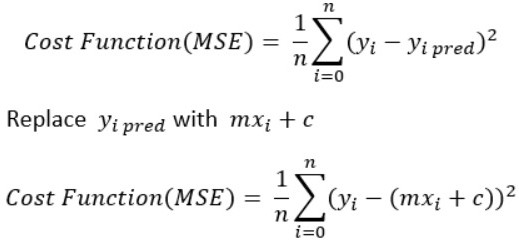 Cost Function(MSE) = 1/n ∑_{i=0}^{n} (y_i − y_{i pred})²
Replace y_{i pred} with mx_i + c
Cost Function(MSE) = 1/n ∑_{i=0}^{n} (y_i − (mx_i + c))²